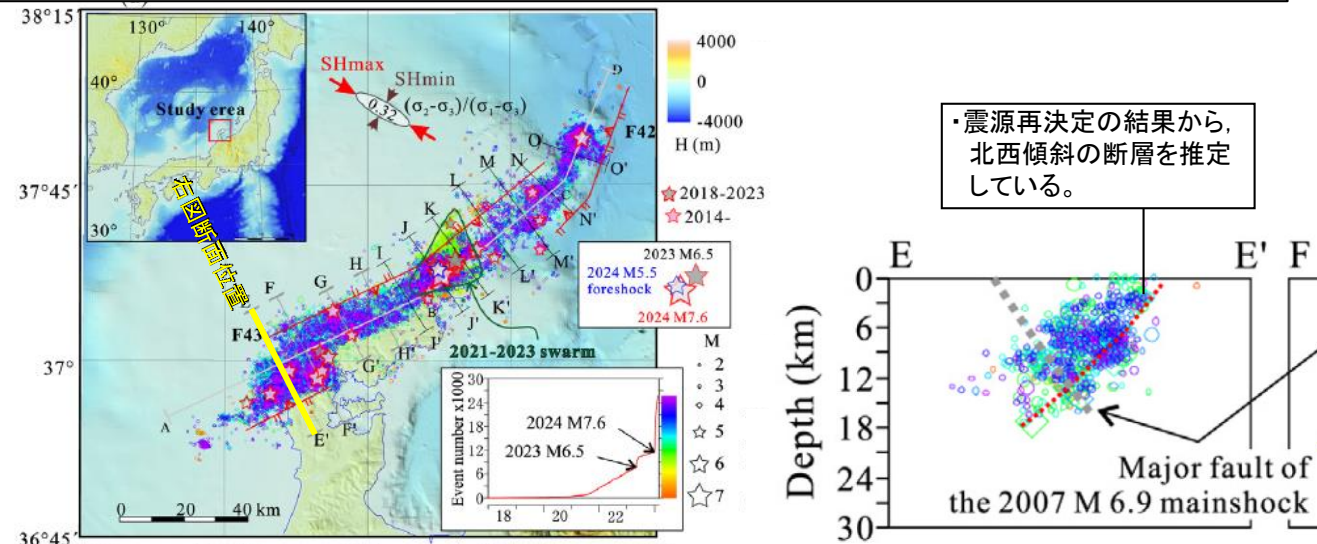 38°15'
130°
140°
40°
Study erea
30°
右図断面位置
SHmax
SHmin
0.32
(σ₂-σ₃)/(σ₁-σ₃)
4000
0
-4000
H (m)
F42
O
O'
M
N
L
C
N'
K
J
M'
I
L'
H
G
K'
F
J'
B
I'
H'
G'
F43
F'
E'
A
37°45'
37°
36°45'
2018-2023
2014-
2023 M6.5
2024 M5.5
foreshock
2024 M7.6
2021-2023 swarm
M
2
3
4
5
6
7
Event number x1000
30
24
18
12
6
0
2024 M7.6
2023 M6.5
18
20
22
0
20
40 km
・震源再決定の結果から,
北西傾斜の断層を推定
している。
E
E'
F
Depth (km)
0
6
12
18
24
30
Major fault of
the 2007 M 6.9 mainshock